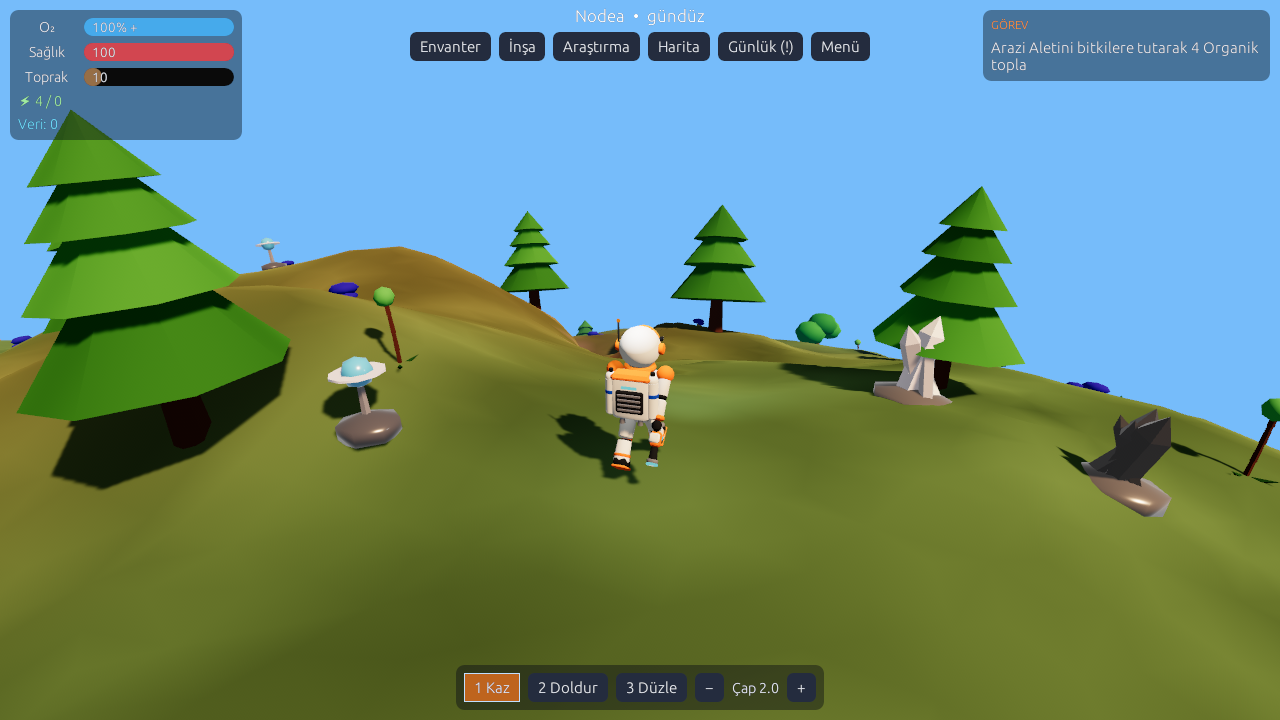 O₂ 100% +
Sağlık 100
Toprak 10
⚡ 4 / 0
Veri: 0
Nodea • gündüz
Envanter İnşa Araştırma Harita Günlük (!) Menü
GÖREV
Arazi Aletini bitkilere tutarak 4 Organik
topla
1 Kaz 2 Doldur 3 Düzle − Çap 2.0 +